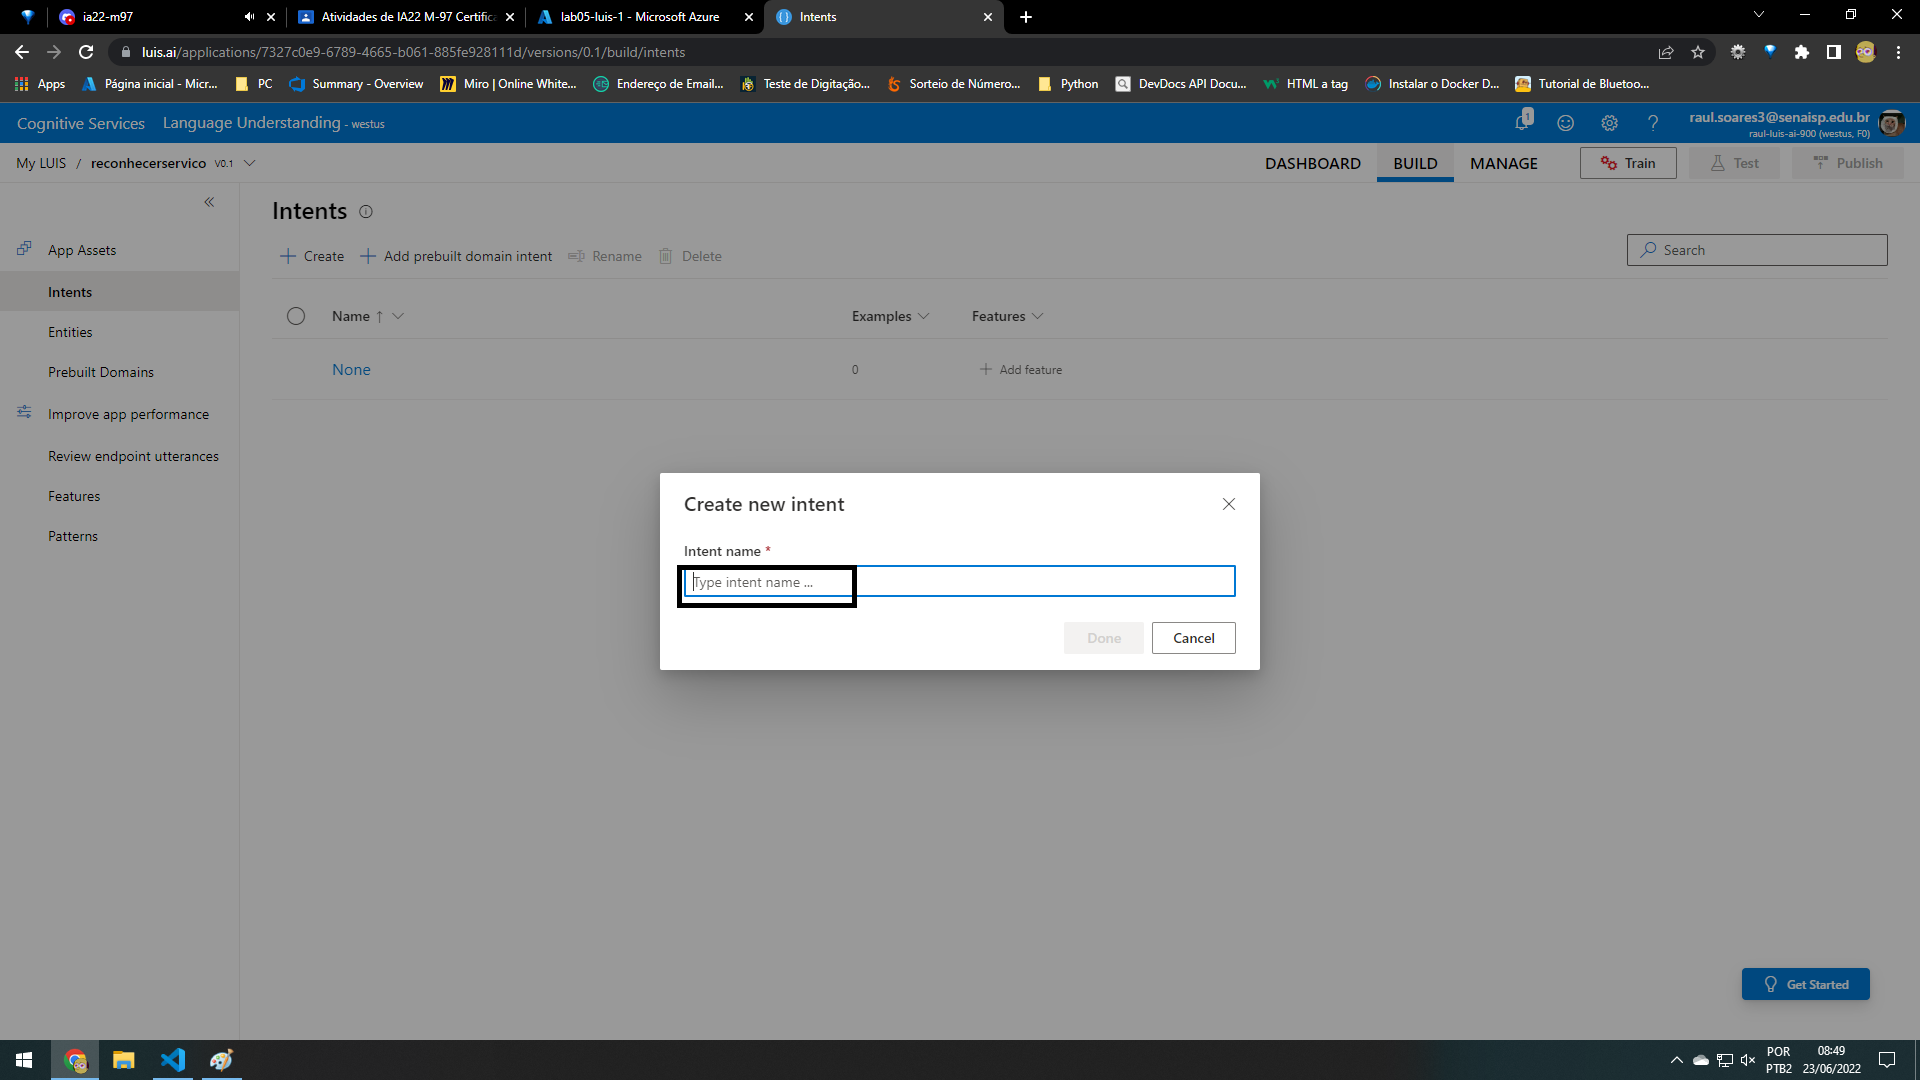 ia22-m97
Atividades de IA22 M-97 Certifica
lab05-luis-1 - Microsoft Azure
Intents
luis.ai/applications/7327c0e9-6789-4665-b061-885fe928111d/versions/0.1/build/intents
Apps
Página inicial - Micr...
PC
Summary - Overview
Miro | Online White...
Endereço de Email...
Teste de Digitação...
Sorteio de Número...
Python
DevDocs API Docu...
HTML a tag
Instalar o Docker D...
Tutorial de Bluetoo...
Cognitive Services
Language Understanding - westus
1
?
raul.soares3@senaisp.edu.br
raul-luis-ai-900 (westus, F0)
My LUIS / reconhecerservico V0.1
DASHBOARD
BUILD
MANAGE
Train
Test
Publish
App Assets
Intents
Entities
Prebuilt Domains
Improve app performance
Review endpoint utterances
Features
Patterns
Intents
+ Create
+ Add prebuilt domain intent
Rename
Delete
Search
Name ↑
Examples
Features
None
0
+ Add feature
Create new intent
Intent name *
Type intent name ...
Done
Cancel
Get Started
POR
PTB2
08:49
23/06/2022